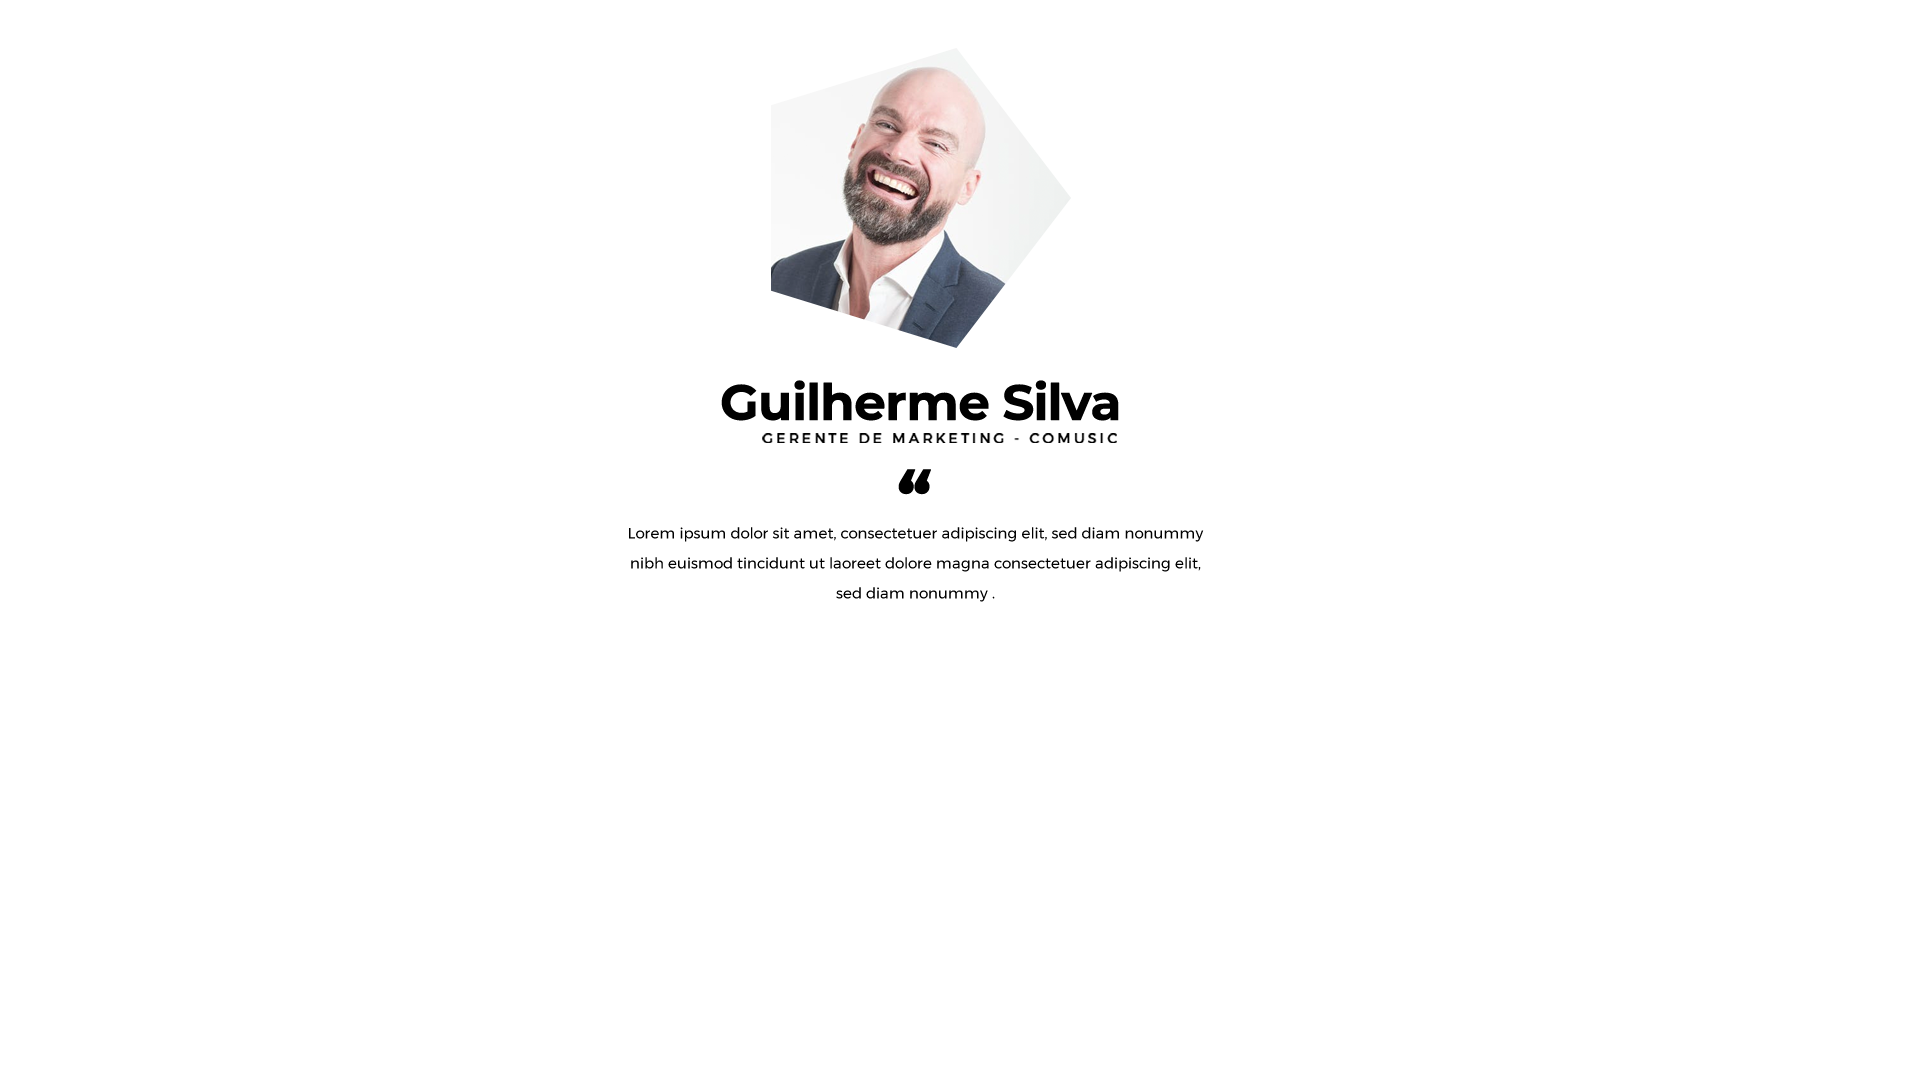 Guilherme Silva
GERENTE DE MARKETING - COMUSIC
“
Lorem ipsum dolor sit amet, consectetuer adipiscing elit, sed diam nonummy
nibh euismod tincidunt ut laoreet dolore magna consectetuer adipiscing elit,
sed diam nonummy .